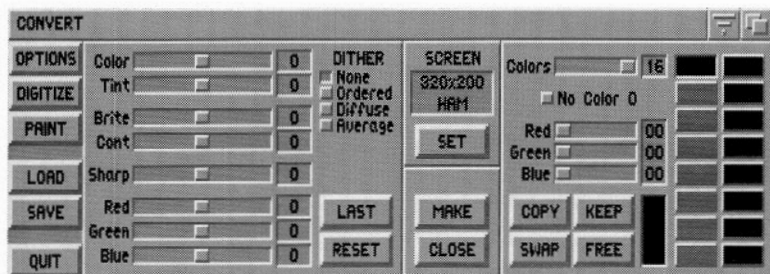 CONVERT
OPTIONS
DIGITIZE
PAINT
LOAD
SAVE
QUIT
Color 0
Tint 0
Brite 0
Cont 0
Sharp 0
Red 0
Green 0
Blue 0
DITHER
None
Ordered
Diffuse
Average
LAST
RESET
SCREEN
320x200
HAM
SET
MAKE
CLOSE
Colors 16
No Color 0
Red 00
Green 00
Blue 00
COPY KEEP
SWAP FREE